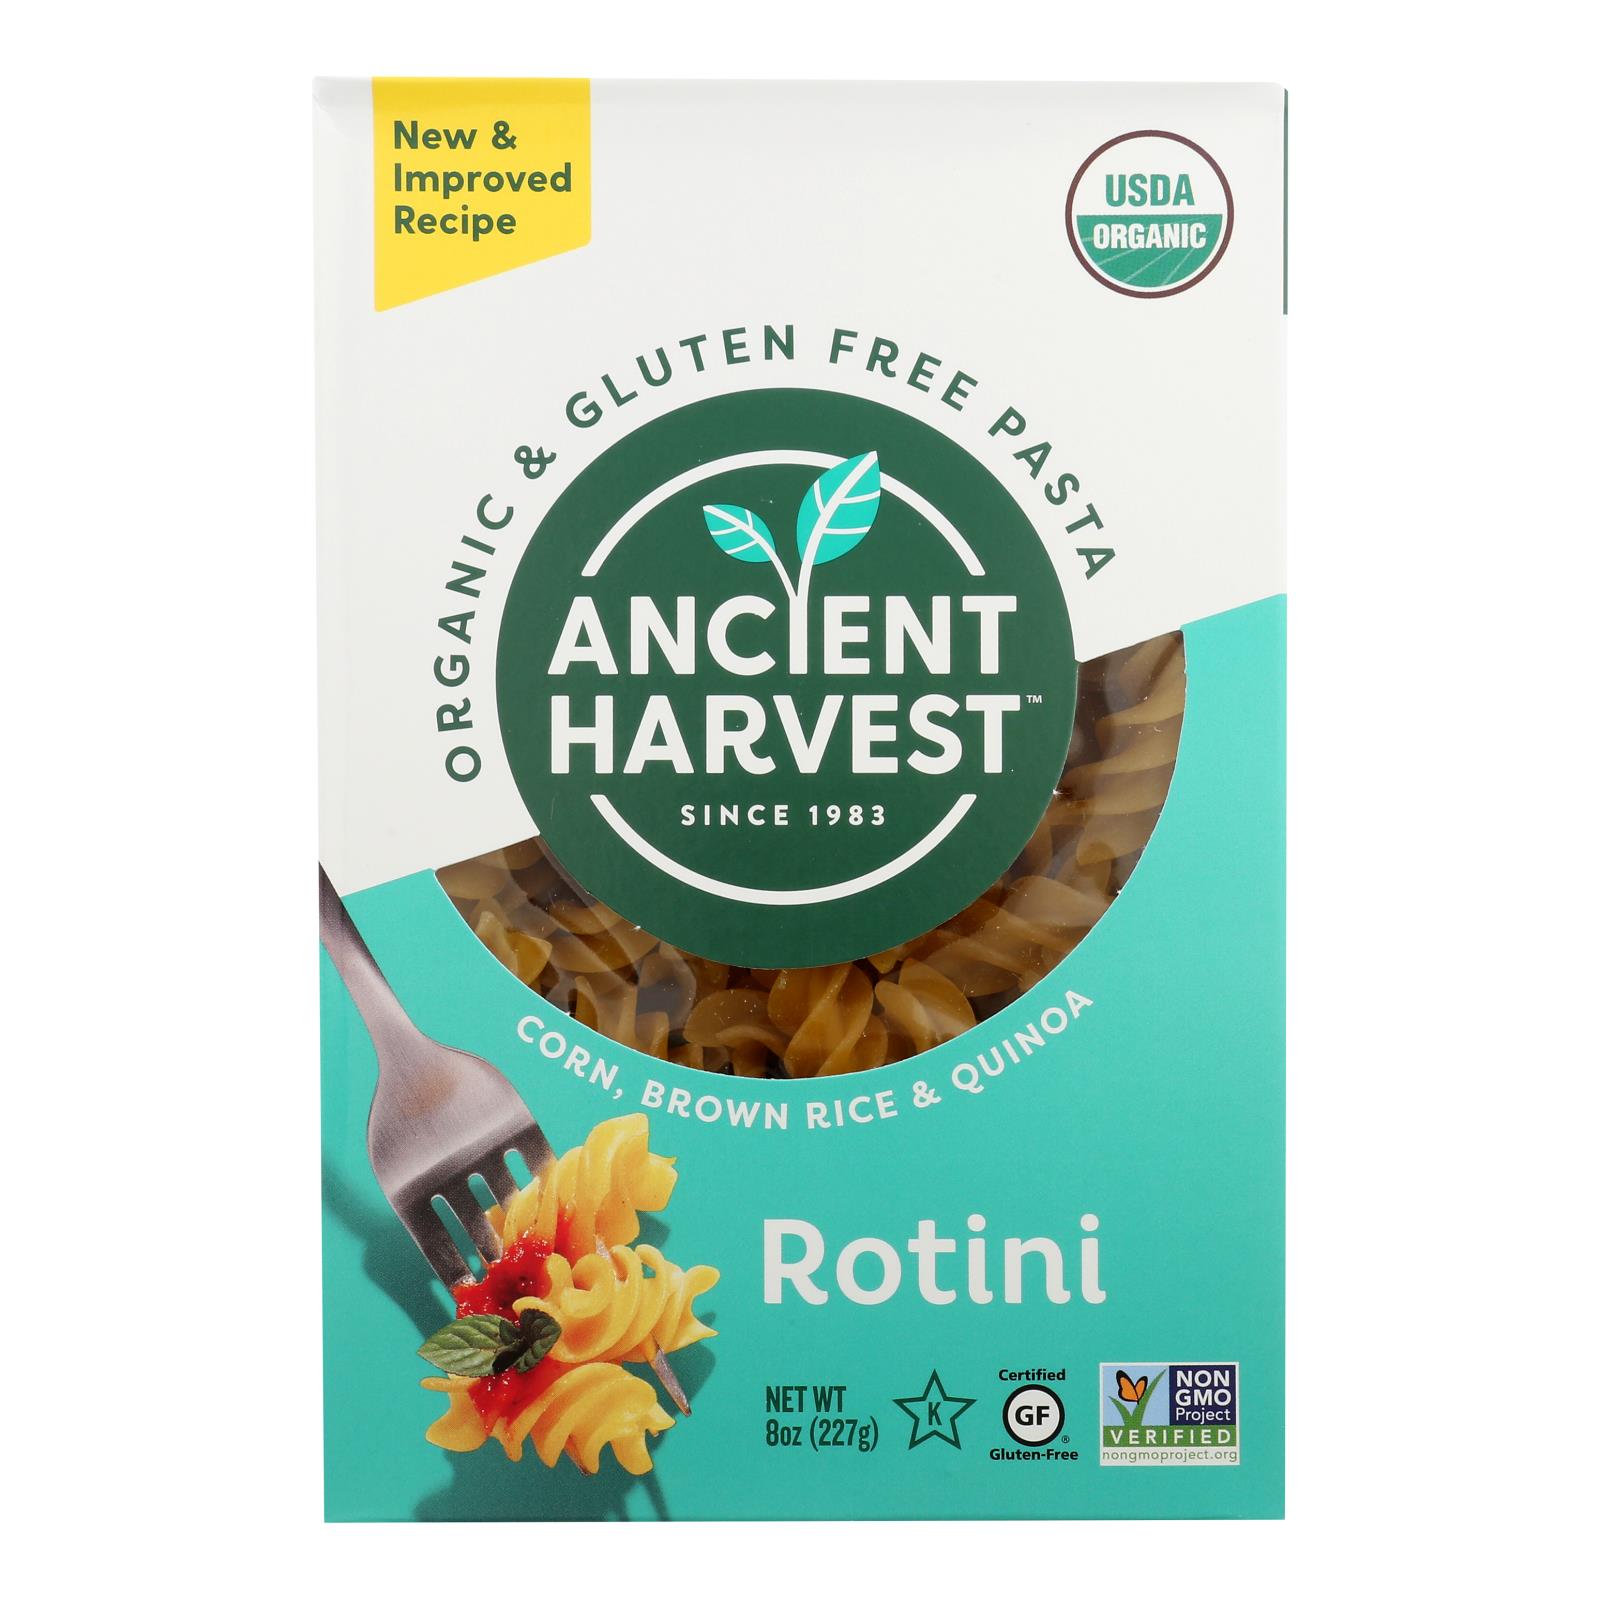 New &
Improved
Recipe
USDA
ORGANIC
ORGANIC & GLUTEN FREE PASTA
ANCIENT
HARVEST™
SINCE 1983
CORN, BROWN RICE & QUINOA
Rotini
NET WT
8oz (227g)
K
Certified
GF
®
Gluten-Free
NON
GMO
Project
VERIFIED
nongmoproject.org